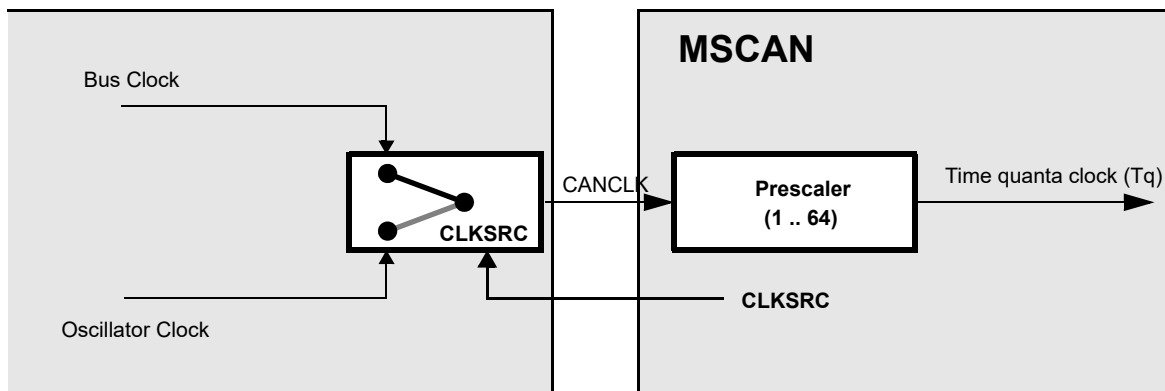 MSCAN
Bus Clock
CANCLK
Prescaler
(1 .. 64)
Time quanta clock (Tq)
CLKSRC
CLKSRC
Oscillator Clock